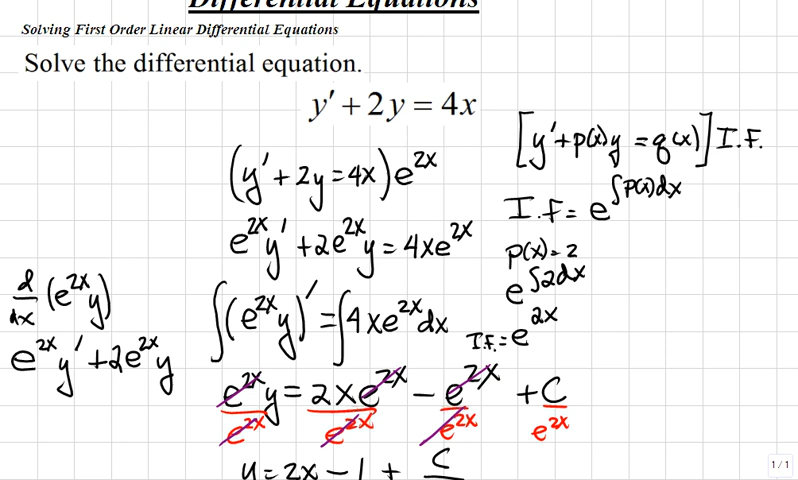 Differential Equations
Solving First Order Linear Differential Equations
Solve the differential equation.
y′ + 2y = 4x
(y′ + 2y = 4x) e^{2x}
e^{2x} y′ + 2e^{2x} y = 4xe^{2x}
∫(e^{2x} y)′ = ∫4xe^{2x} dx
e^{2x} y / e^{2x} = 2xe^{2x} / e^{2x} − e^{2x} / e^{2x} + C / e^{2x}
y = 2x − 1 + C
[y′ + p(x)y = q(x)] I.F.
I.F = e^{∫p(x)dx}
p(x) = 2
e^{∫2dx}
I.F. = e^{2x}
d/dx (e^{2x} y)
e^{2x} y′ + 2e^{2x} y
1 / 1